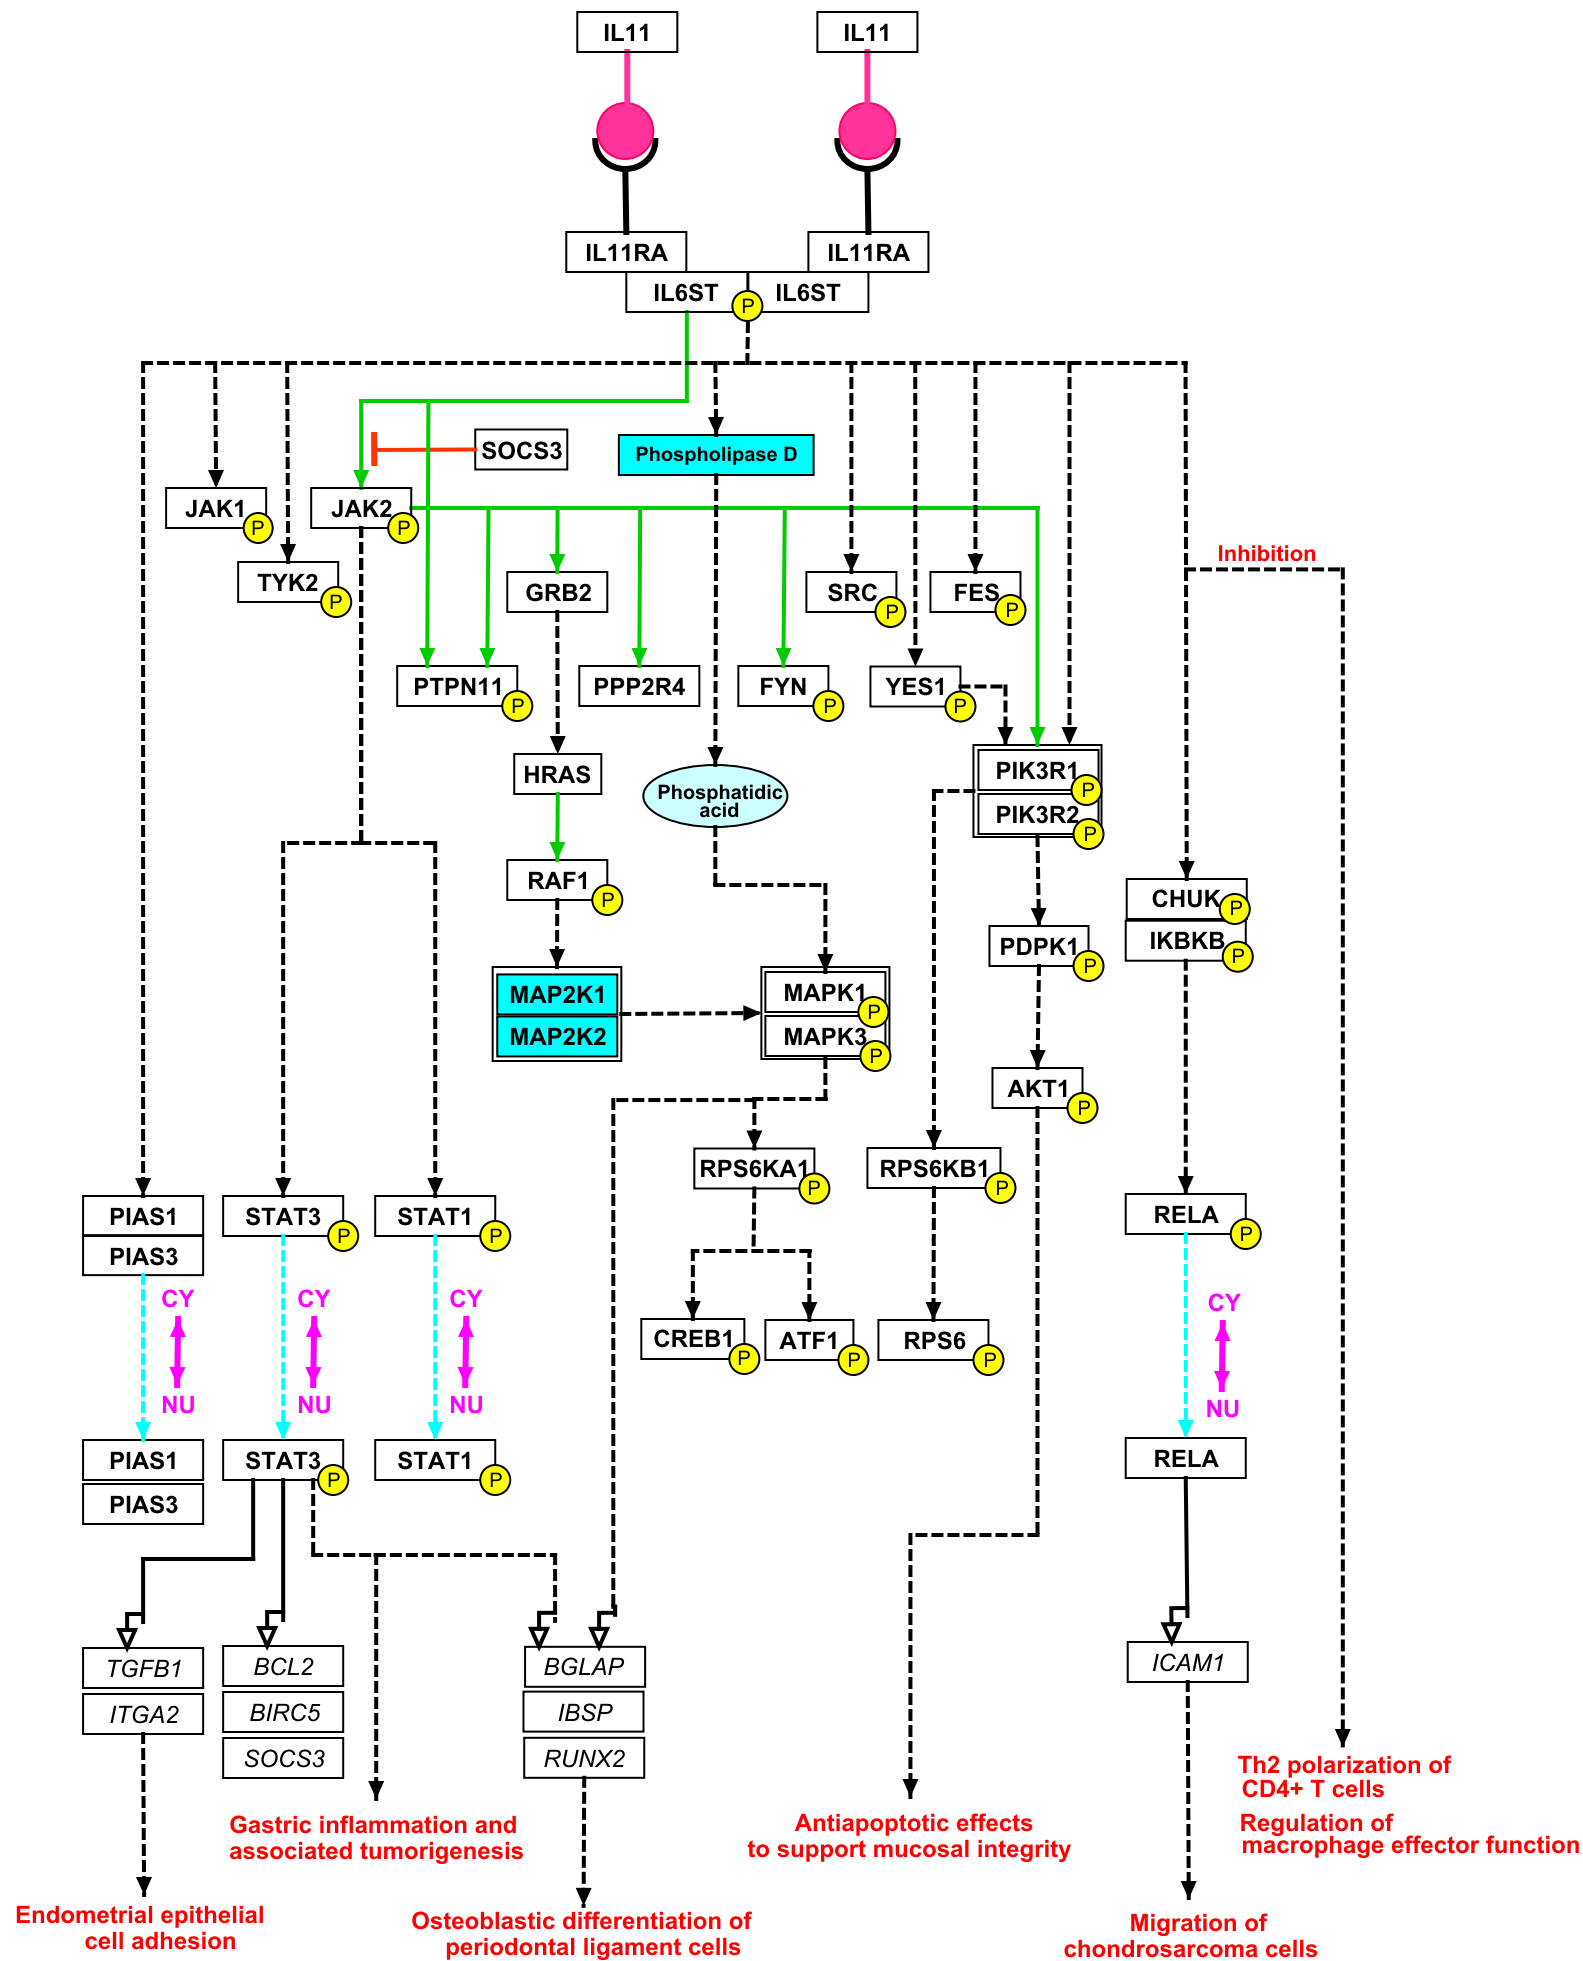 IL11
IL11
IL11RA
IL11RA
IL6ST
P
IL6ST
SOCS3
Phospholipase D
JAK1
P
JAK2
P
Inhibition
TYK2
P
GRB2
SRC
P
FES
P
PTPN11
P
PPP2R4
FYN
P
YES1
P
HRAS
Phosphatidic
acid
PIK3R1
P
PIK3R2
P
RAF1
P
CHUK
P
IKBKB
P
PDPK1
P
MAP2K1
MAP2K2
MAPK1
P
MAPK3
P
AKT1
P
RPS6KA1
P
RPS6KB1
P
PIAS1
PIAS3
STAT3
P
STAT1
P
RELA
P
CY
NU
CY
NU
CY
NU
CY
NU
CREB1
P
ATF1
P
RPS6
P
PIAS1
PIAS3
STAT3
P
STAT1
P
RELA
TGFB1
ITGA2
BCL2
BIRC5
SOCS3
BGLAP
IBSP
RUNX2
ICAM1
Th2 polarization of
CD4+ T cells
Regulation of
macrophage effector function
Gastric inflammation and
associated tumorigenesis
Antiapoptotic effects
to support mucosal integrity
Endometrial epithelial
cell adhesion
Osteoblastic differentiation of
periodontal ligament cells
Migration of
chondrosarcoma cells